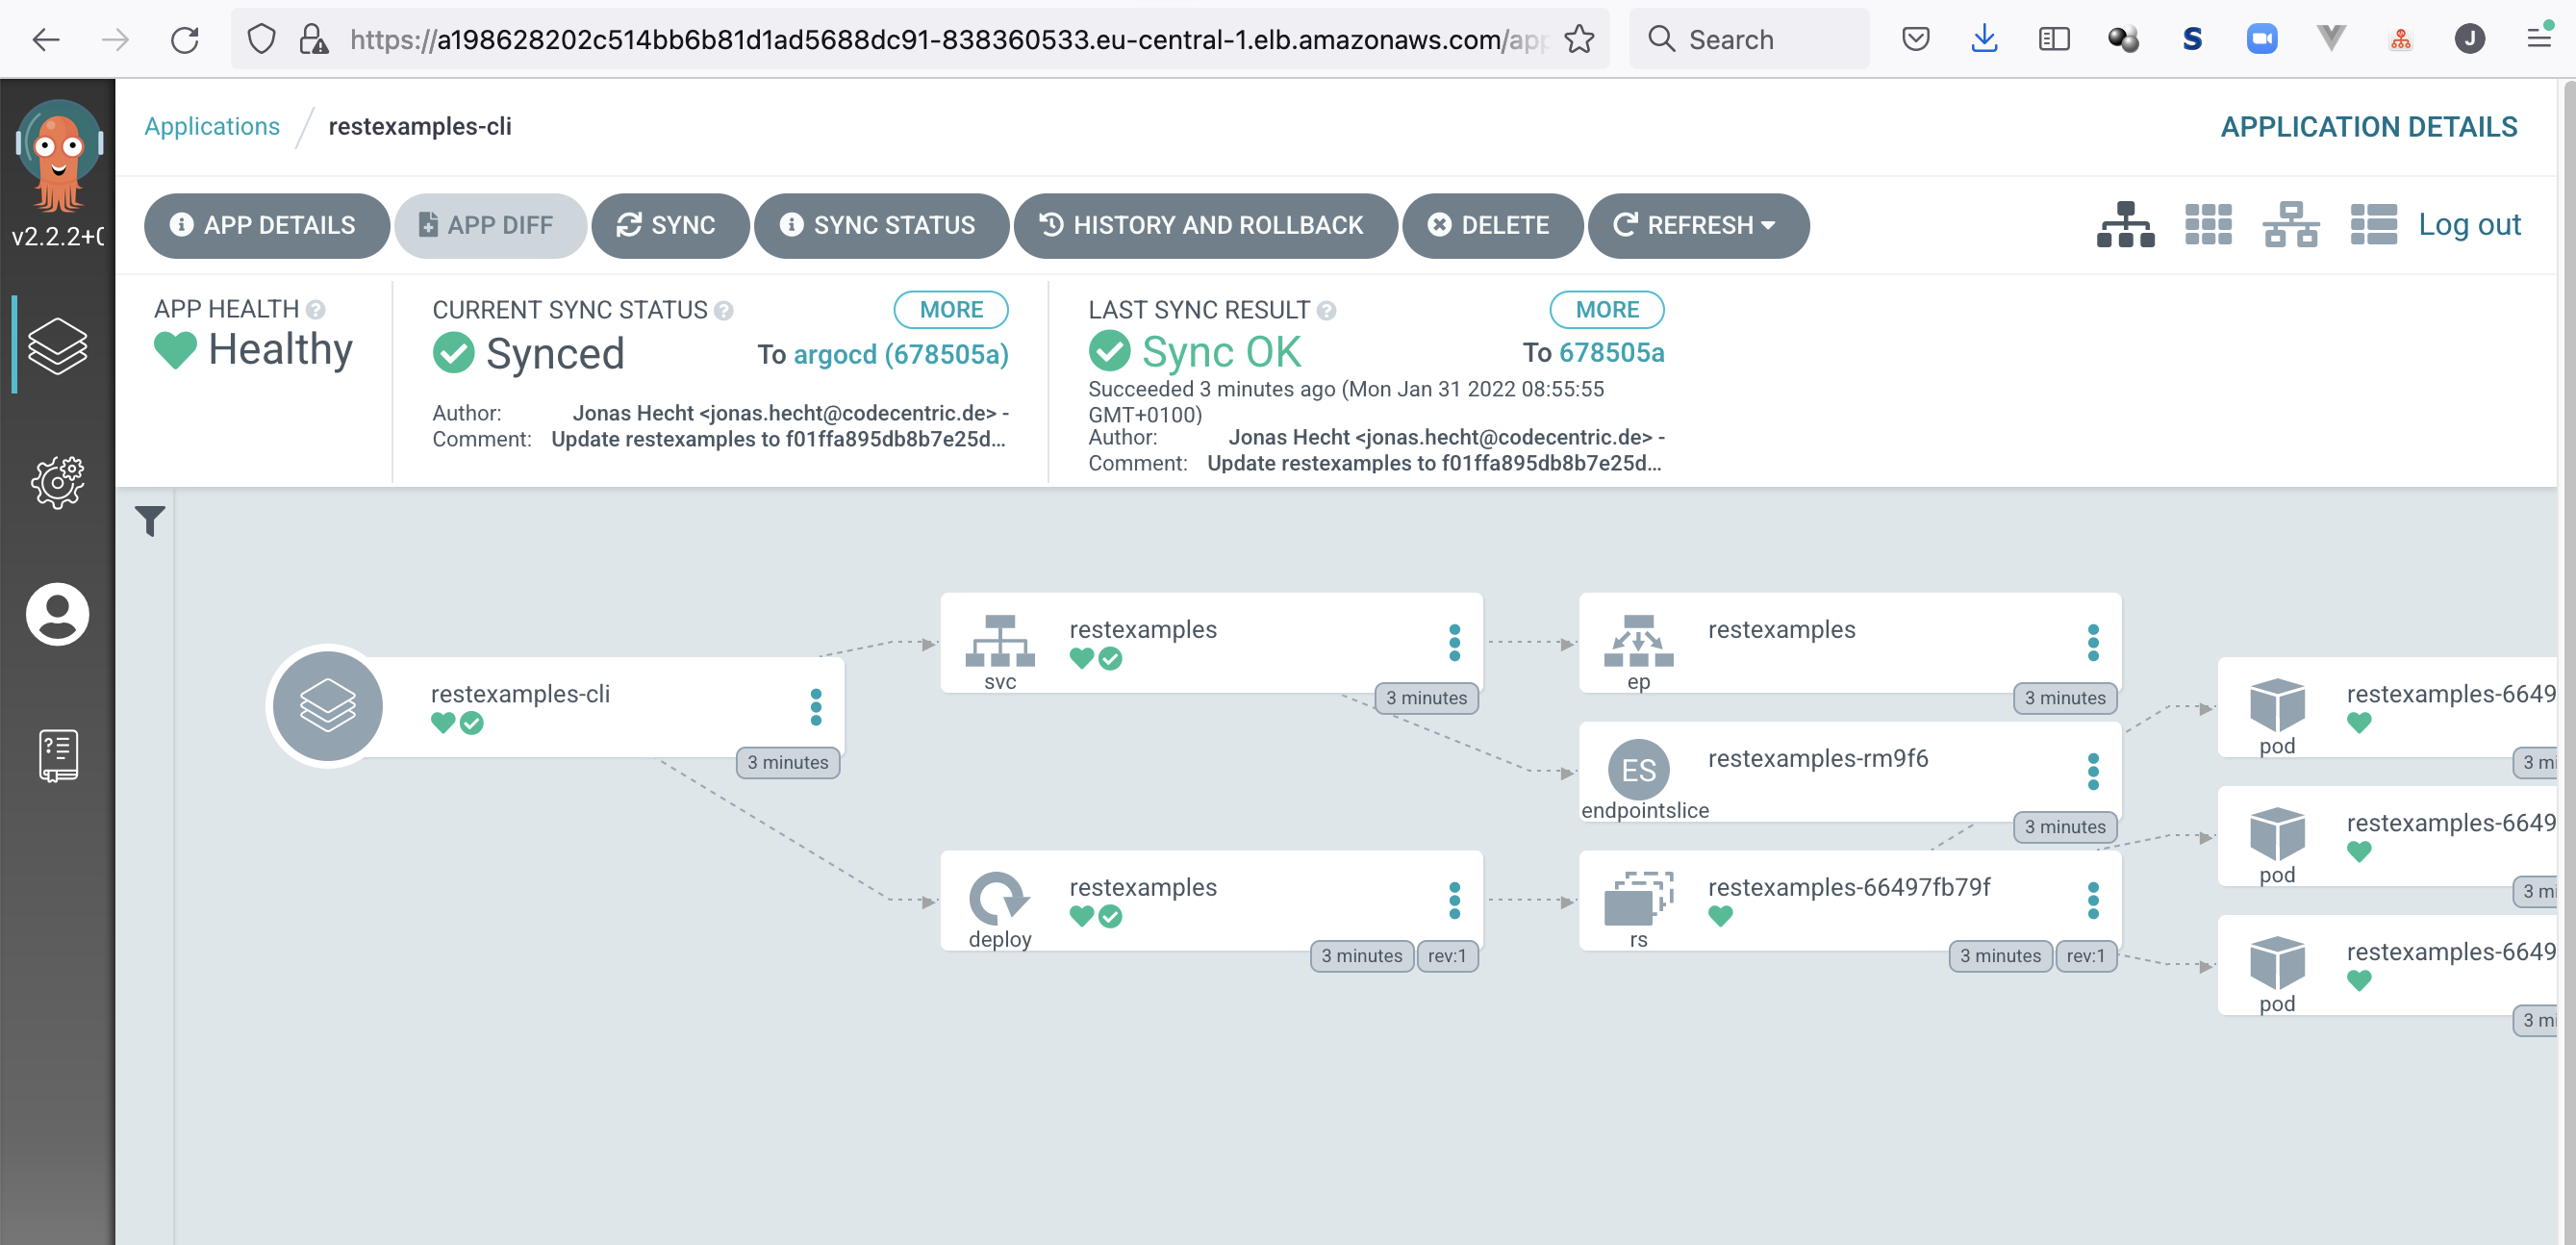 https://a198628202c514bb6b81d1ad5688dc91-838360533.eu-central-1.elb.amazonaws.com/app
Search
S
J
v2.2.2+0
Applications / restexamples-cli
APPLICATION DETAILS
APP DETAILS
APP DIFF
SYNC
SYNC STATUS
HISTORY AND ROLLBACK
DELETE
REFRESH
Log out
APP HEALTH ?
Healthy
CURRENT SYNC STATUS ?
MORE
Synced
To argocd (678505a)
Author: Jonas Hecht <jonas.hecht@codecentric.de> -
Comment: Update restexamples to f01ffa895db8b7e25d...
LAST SYNC RESULT ?
MORE
Sync OK
To 678505a
Succeeded 3 minutes ago (Mon Jan 31 2022 08:55:55
GMT+0100)
Author: Jonas Hecht <jonas.hecht@codecentric.de> -
Comment: Update restexamples to f01ffa895db8b7e25d...
restexamples-cli
3 minutes
restexamples
svc
3 minutes
restexamples
deploy
3 minutes
rev:1
restexamples
ep
3 minutes
ES
restexamples-rm9f6
endpointslice
3 minutes
restexamples-66497fb79f
rs
3 minutes
rev:1
restexamples-6649
pod
3 mi
restexamples-6649
pod
3 mi
restexamples-6649
pod
3 mi